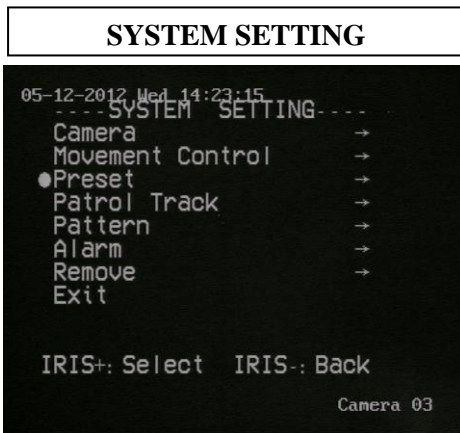 SYSTEM SETTING
05-12-2012 Wed 14:23:15
----SYSTEM SETTING----
Camera →
Movement Control →
●Preset →
Patrol Track →
Pattern →
Alarm →
Remove →
Exit
IRIS+: Select IRIS-: Back
Camera 03